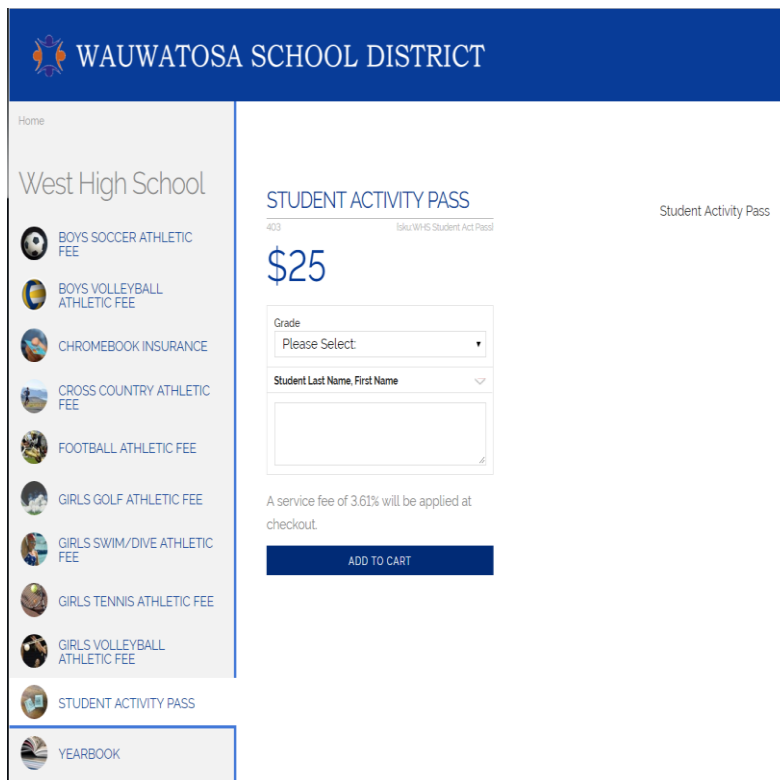 WAUWATOSA SCHOOL DISTRICT
Home
West High School
BOYS SOCCER ATHLETIC
FEE
BOYS VOLLEYBALL
ATHLETIC FEE
CHROMEBOOK INSURANCE
CROSS COUNTRY ATHLETIC
FEE
FOOTBALL ATHLETIC FEE
GIRLS GOLF ATHLETIC FEE
GIRLS SWIM/DIVE ATHLETIC
FEE
GIRLS TENNIS ATHLETIC FEE
GIRLS VOLLEYBALL
ATHLETIC FEE
STUDENT ACTIVITY PASS
YEARBOOK
STUDENT ACTIVITY PASS
403 [sku:WHS Student Act Pass]
$25
Grade
Please Select:
Student Last Name, First Name
A service fee of 3.61% will be applied at
checkout.
ADD TO CART
Student Activity Pass